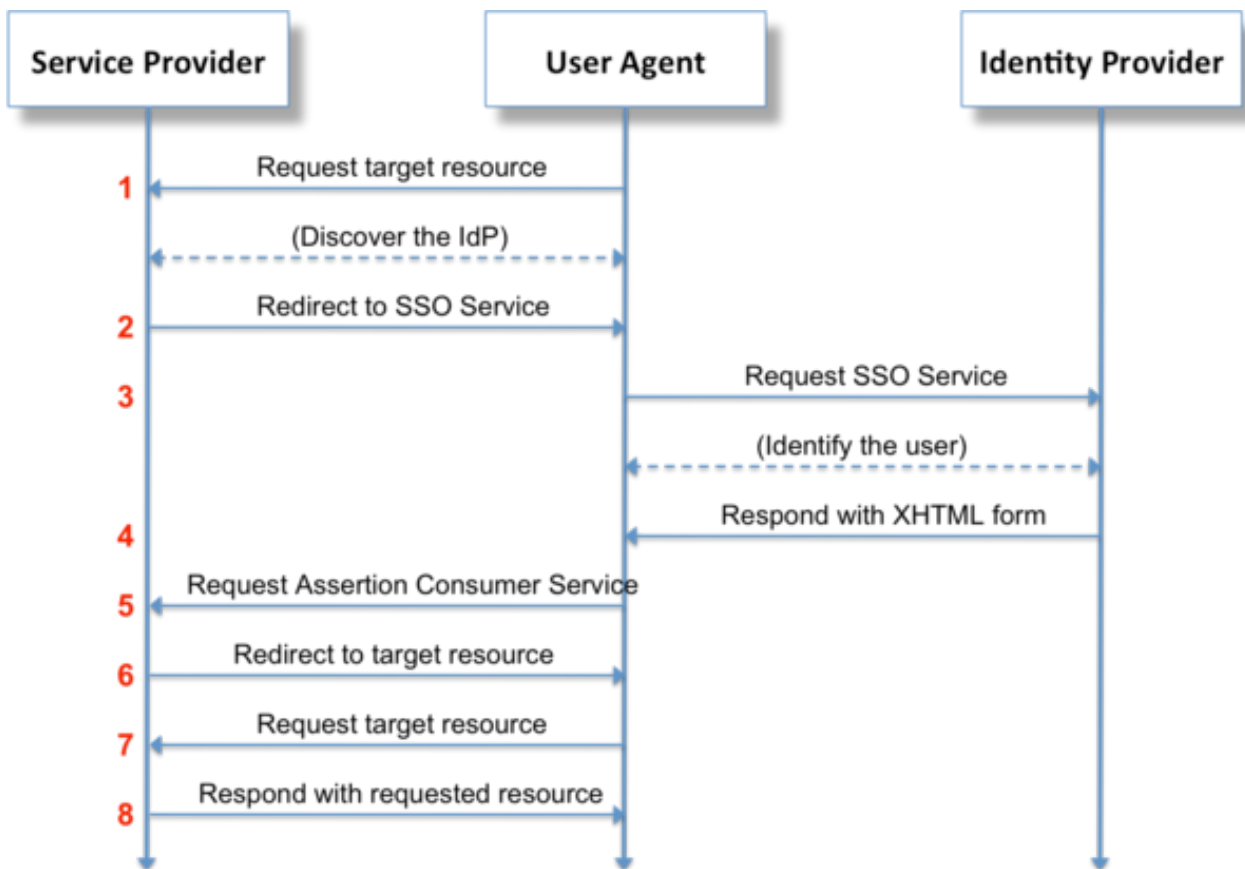 Service Provider
User Agent
Identity Provider
Request target resource
1
(Discover the IdP)
Redirect to SSO Service
2
Request SSO Service
3
(Identify the user)
Respond with XHTML form
4
Request Assertion Consumer Service
5
Redirect to target resource
6
Request target resource
7
Respond with requested resource
8